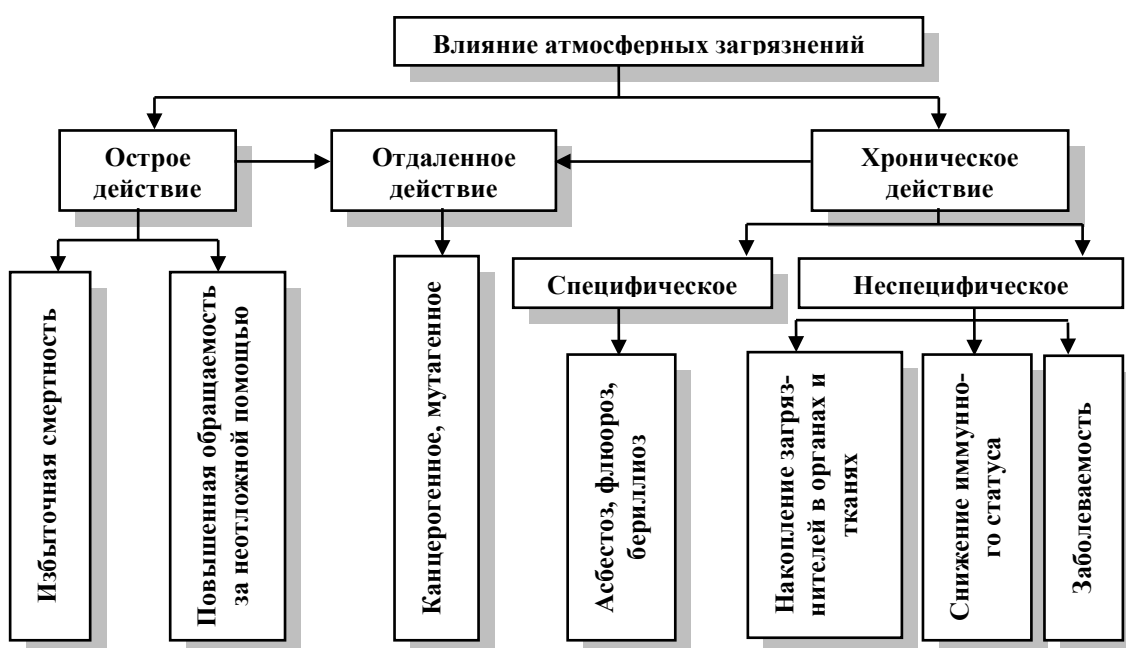 Влияние атмосферных загрязнений
Острое
действие
Отдаленное
действие
Хроническое
действие
Специфическое
Неспецифическое
Избыточная смертность
Повышенная обращаемость
за неотложной помощью
Канцерогенное, мутагенное
Асбестоз, флюороз,
бериллиоз
Накопление загряз-
нителей в органах и
тканях
Снижение иммунно-
го статуса
Заболеваемость